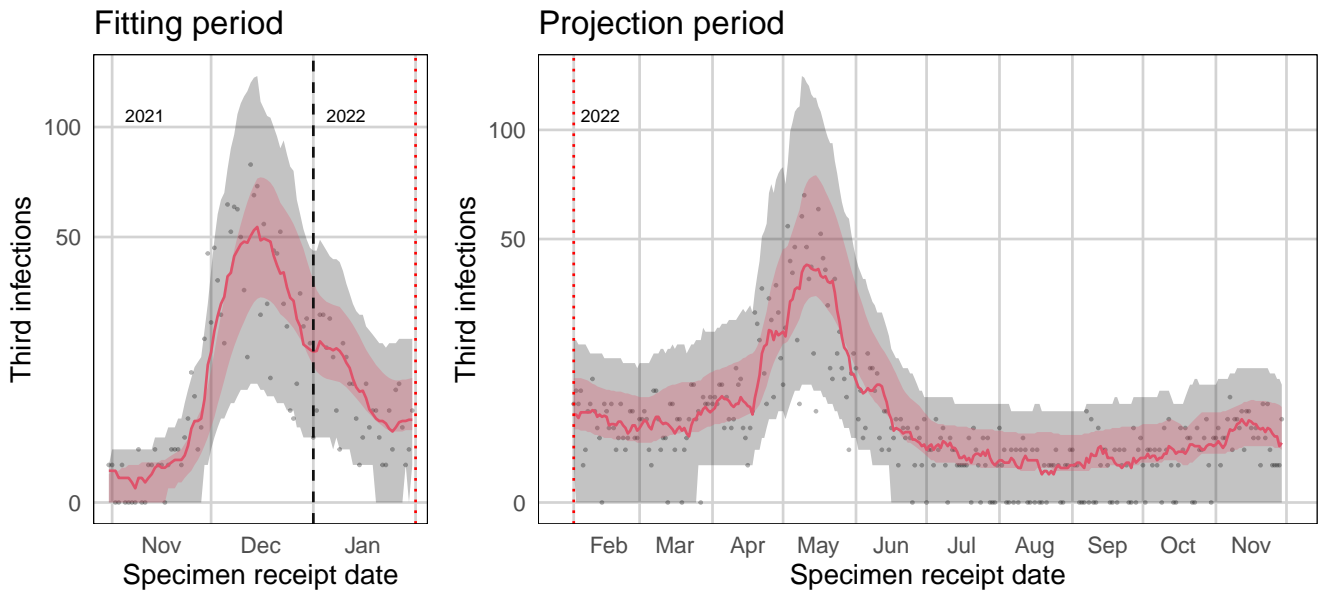 Fitting period
Projection period
Third infections
100
50
0
2021
2022
Nov
Dec
Jan
Specimen receipt date
Third infections
100
50
0
2022
Feb
Mar
Apr
May
Jun
Jul
Aug
Sep
Oct
Nov
Specimen receipt date